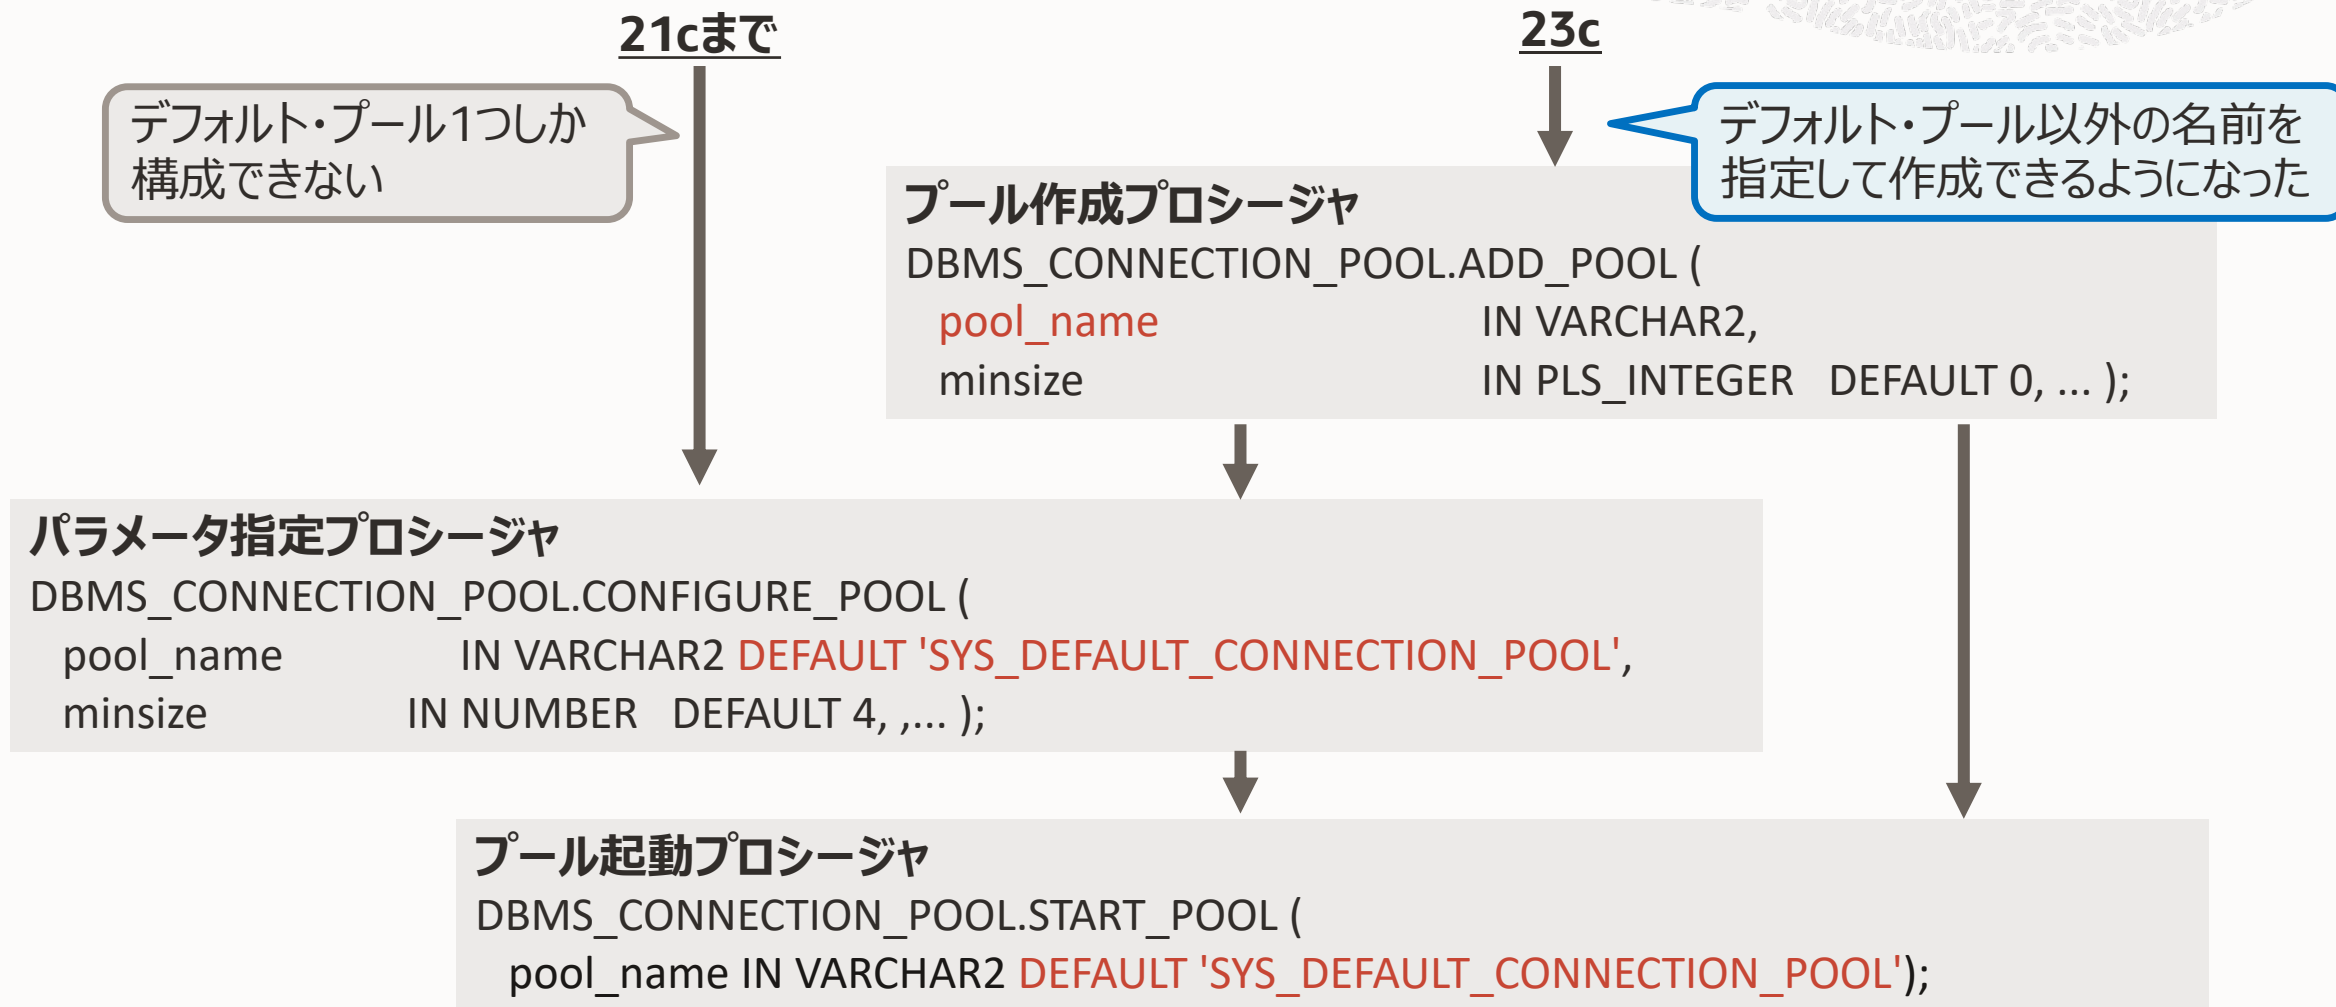 21cまで
23c
デフォルト・プール1つしか
構成できない
デフォルト・プール以外の名前を
指定して作成できるようになった
プール作成プロシージャ
DBMS_CONNECTION_POOL.ADD_POOL (
pool_name IN VARCHAR2,
minsize IN PLS_INTEGER DEFAULT 0, ... );
パラメータ指定プロシージャ
DBMS_CONNECTION_POOL.CONFIGURE_POOL (
pool_name IN VARCHAR2 DEFAULT 'SYS_DEFAULT_CONNECTION_POOL',
minsize IN NUMBER DEFAULT 4, ,... );
プール起動プロシージャ
DBMS_CONNECTION_POOL.START_POOL (
pool_name IN VARCHAR2 DEFAULT 'SYS_DEFAULT_CONNECTION_POOL');